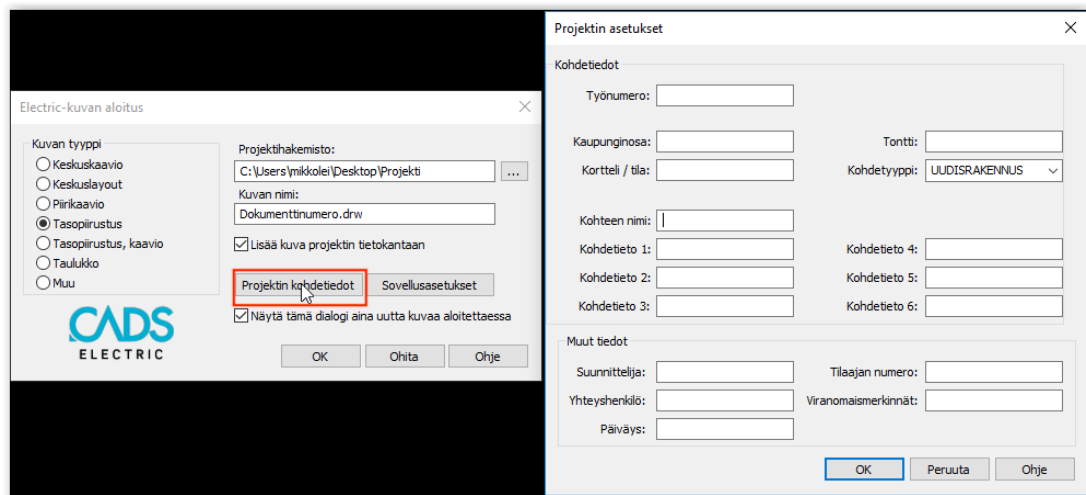 Electric-kuvan aloitus
Kuvan tyyppi
Keskuskaavio
Keskuslayout
Piirikaavio
Tasopiirustus
Tasopiirustus, kaavio
Taulukko
Muu
CADS
ELECTRIC
Projektihakemisto:
C:\Users\mikkolei\Desktop\Projekti
...
Kuvan nimi:
Dokumenttinumero.drw
Lisää kuva projektin tietokantaan
Projektin kohdetiedot Sovellusasetukset
Näytä tämä dialogi aina uutta kuvaa aloitettaessa
OK Ohita Ohje
Projektin asetukset
Kohdetiedot
Työnumero:
Kaupunginosa: Tontti:
Kortteli / tila: Kohdetyyppi: UUDISRAKENNUS
Kohteen nimi:
Kohdetieto 1: Kohdetieto 4:
Kohdetieto 2: Kohdetieto 5:
Kohdetieto 3: Kohdetieto 6:
Muut tiedot
Suunnittelija: Tilaajan numero:
Yhteyshenkilö: Viranomaismerkinnät:
Päiväys:
OK Peruuta Ohje